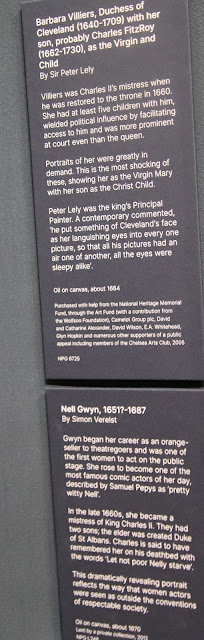 Barbara Villiers, Duchess of
Cleveland (1640-1709) with her
son, probably Charles FitzRoy
(1662-1730), as the Virgin and
Child
By Sir Peter Lely
Villiers was Charles II's mistress when
he was restored to the throne in 1660.
She had at least five children with him,
wielded political influence by facilitating
access to him and was more prominent
at court even than the queen.
Portraits of her were greatly in
demand. This is the most shocking of
these, showing her as the Virgin Mary
with her son as the Christ Child.
Peter Lely was the king's Principal
Painter. A contemporary commented,
'he put something of Cleveland's face
as her languishing eyes into every one
picture, so that all his pictures had an
air one of another, all the eyes were
sleepy alike'.
Oil on canvas, about 1664
Purchased with help from the National Heritage Memorial
Fund, through the Art Fund (with a contribution from
the Wolfson Foundation), Camelot Group plc, David
and Catharine Alexander, David Wilson, E.A. Whitehead,
Glyn Hopkin and numerous other supporters of a public
appeal including members of the Chelsea Arts Club, 2005
NPG 6725
Nell Gwyn, 1651?-1687
By Simon Verelst
Gwyn began her career as an orange-
seller to theatregoers and was one of
the first women to act on the public
stage. She rose to become one of the
most famous comic actors of her day,
described by Samuel Pepys as 'pretty
witty Nell'.
In the late 1660s, she became a
mistress of King Charles II. They had
two sons; the elder was created Duke
of St Albans. Charles is said to have
remembered her on his deathbed with
the words 'Let not poor Nelly starve'.
This dramatically revealing portrait
reflects the way that women actors
were seen as outside the conventions
of respectable society.
Oil on canvas, about 1670
Lent by a private collection,